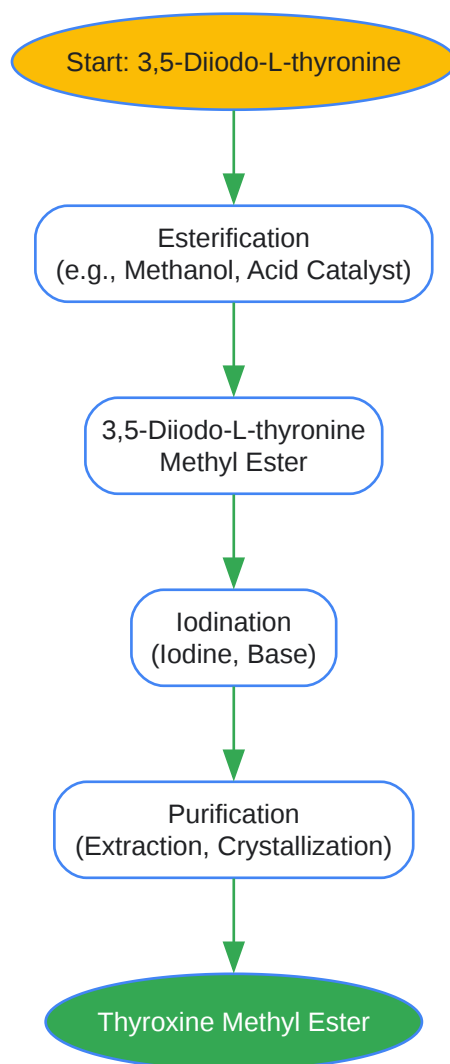 Start: 3,5-Diiodo-L-thyronine
Esterification
(e.g., Methanol, Acid Catalyst)
3,5-Diiodo-L-thyronine
Methyl Ester
Iodination
(Iodine, Base)
Purification
(Extraction, Crystallization)
Thyroxine Methyl Ester